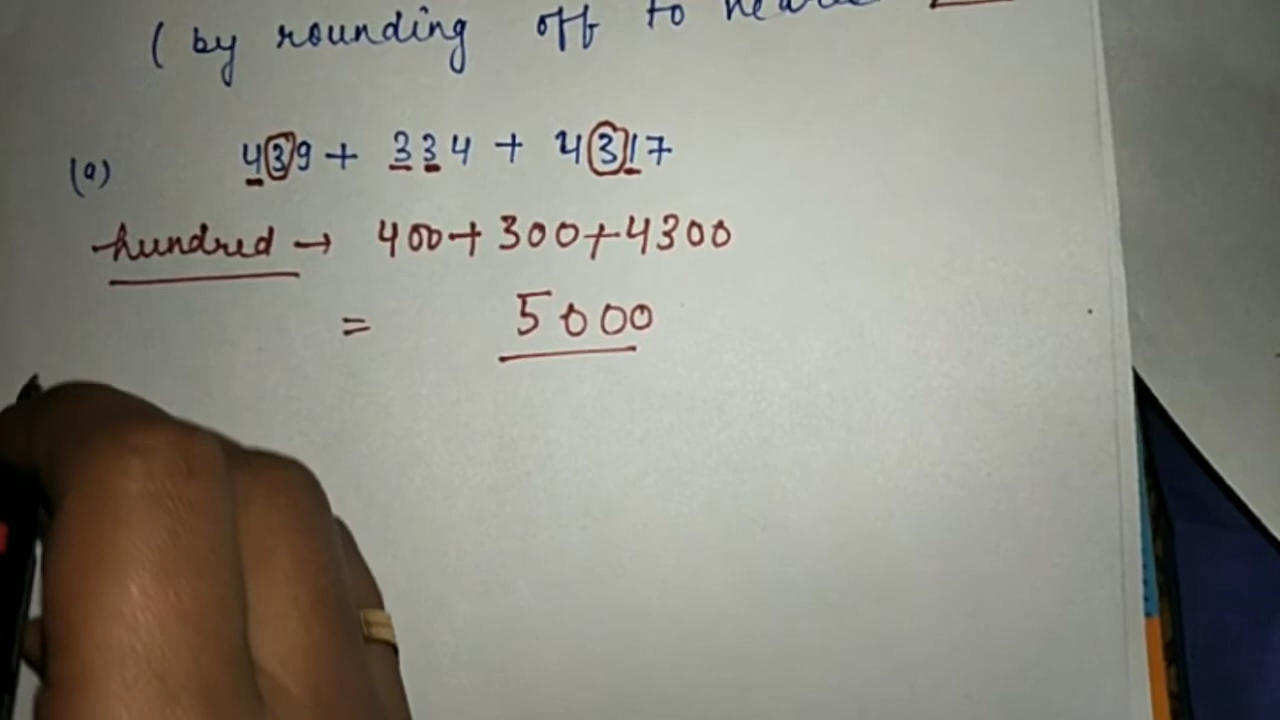 ( by rounding off to
(a) 439 + 334 + 4317
hundred → 400 + 300 + 4300
= 5000